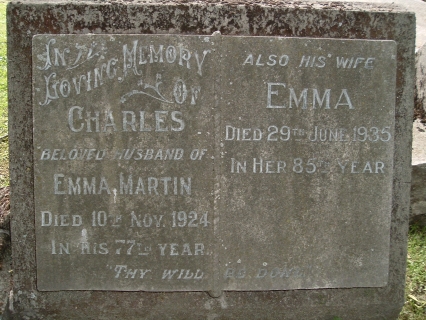 In the Memory
Loving Of
Charles
Beloved Husband of
Emma Martin
Died 10th Nov. 1924
In his 77th year.
Also his wife
Emma
Died 29th June 1935
In Her 85th year
"Thy will be done"